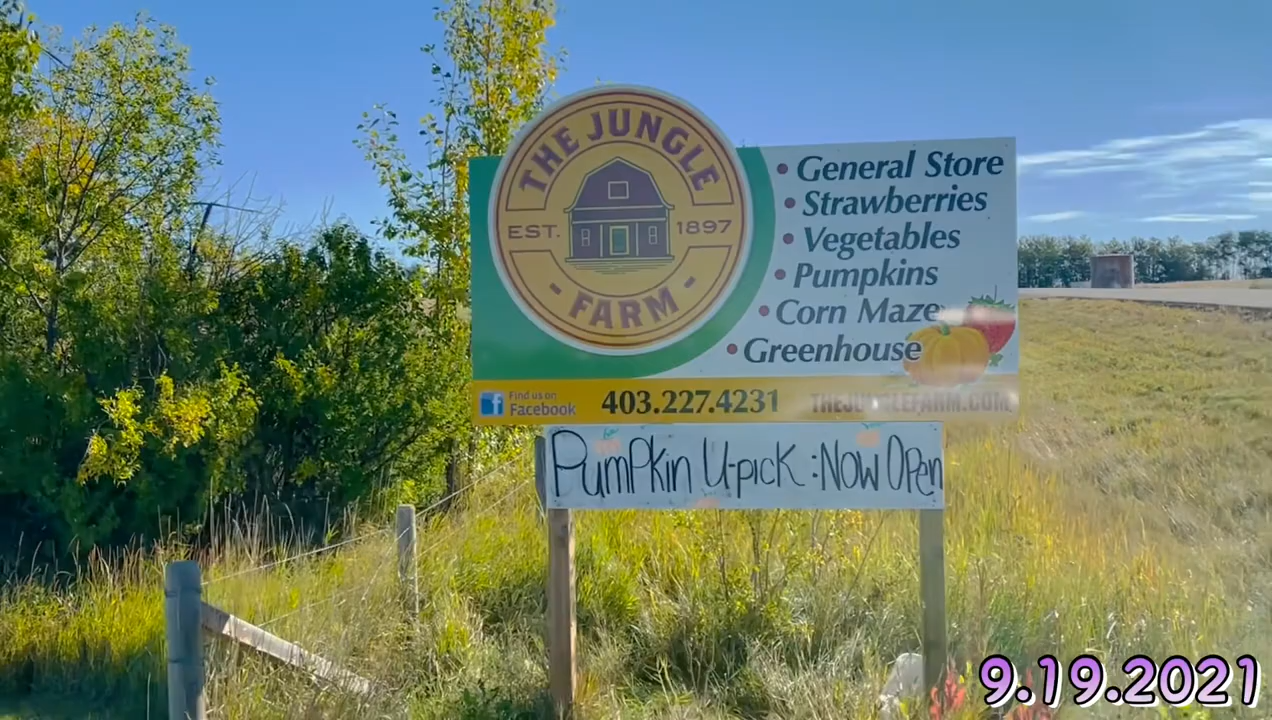 THE JUNGLE
EST. 1897
- FARM -
• General Store
• Strawberries
• Vegetables
• Pumpkins
• Corn Maze
• Greenhouse
Find us on
Facebook
403.227.4231
THEJUNGLEFARM.COM
PumPkin U-pick : Now OPen
9.19.2021